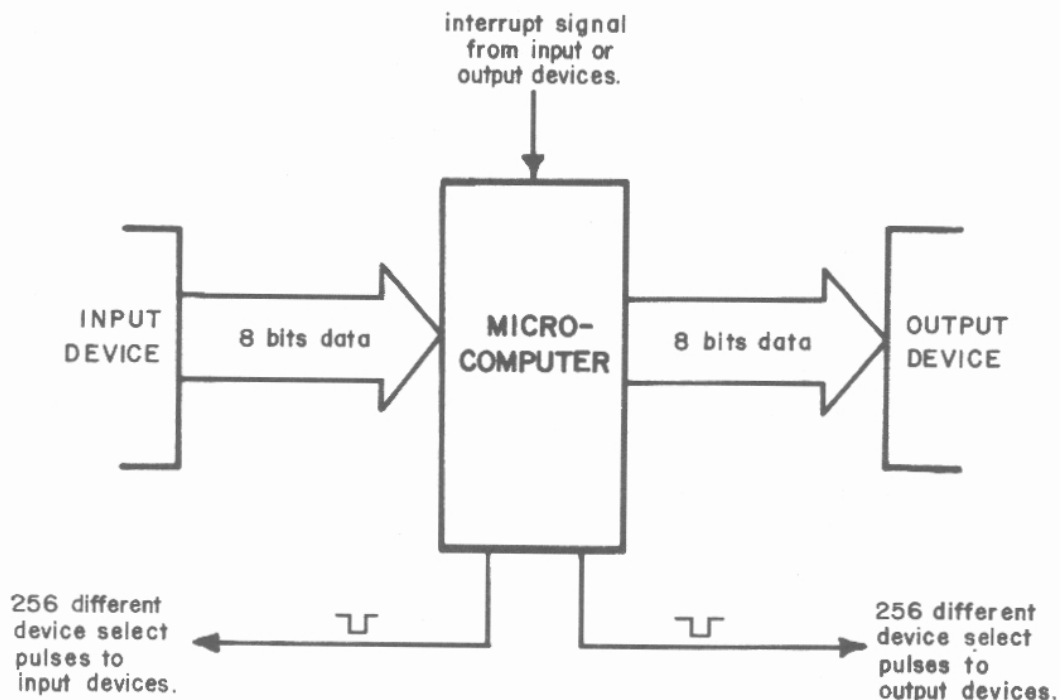 interrupt signal
from input or
output devices.
INPUT
DEVICE
8 bits data
MICRO-
COMPUTER
8 bits data
OUTPUT
DEVICE
256 different
device select
pulses to
input devices.
256 different
device select
pulses to
output devices.